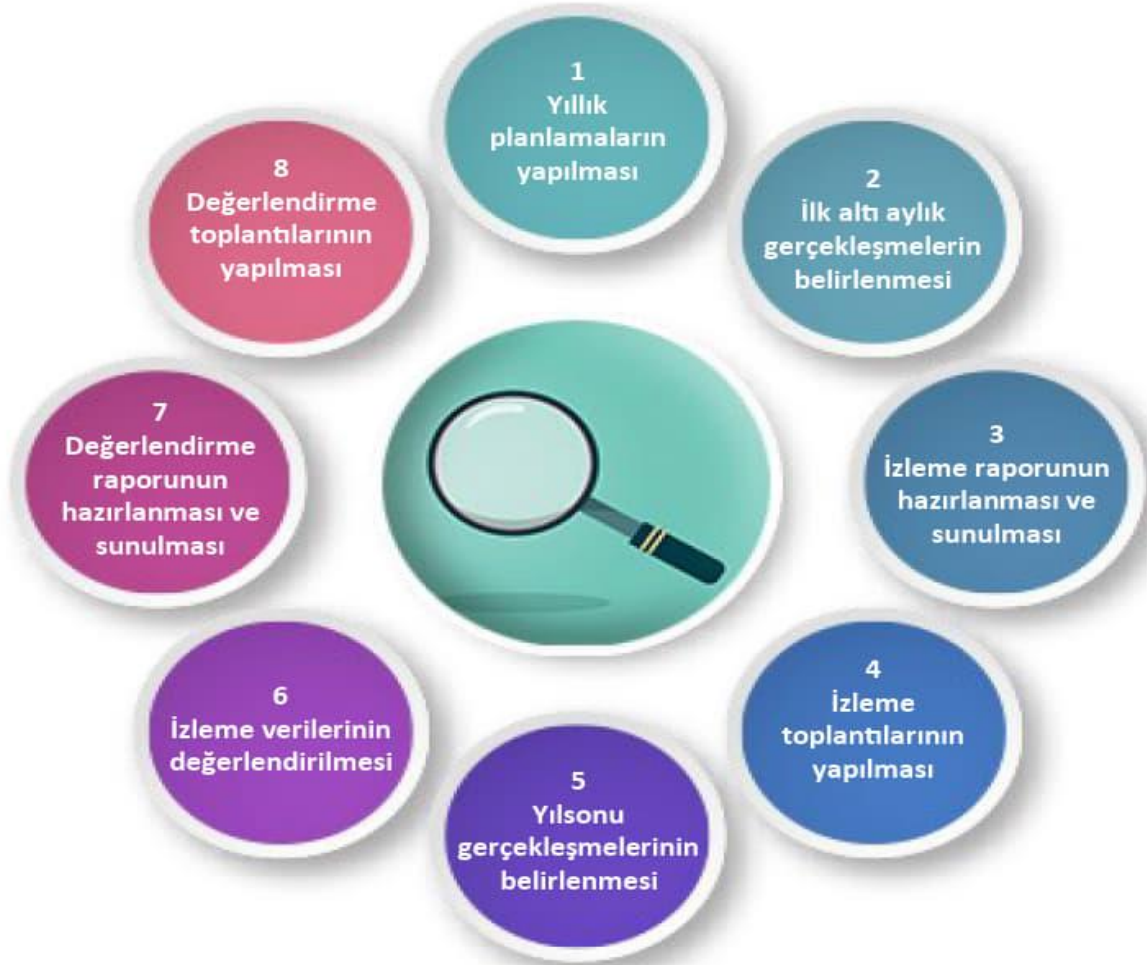 1
Yıllık
planlamaların
yapılması
2
İlk altı aylık
gerçekleşmelerin
belirlenmesi
3
İzleme raporunun
hazırlanması ve
sunulması
4
İzleme
toplantılarının
yapılması
5
Yılsonu
gerçekleşmelerinin
belirlenmesi
6
İzleme verilerinin
değerlendirilmesi
7
Değerlendirme
raporunun
hazırlanması ve
sunulması
8
Değerlendirme
toplantılarının
yapılması